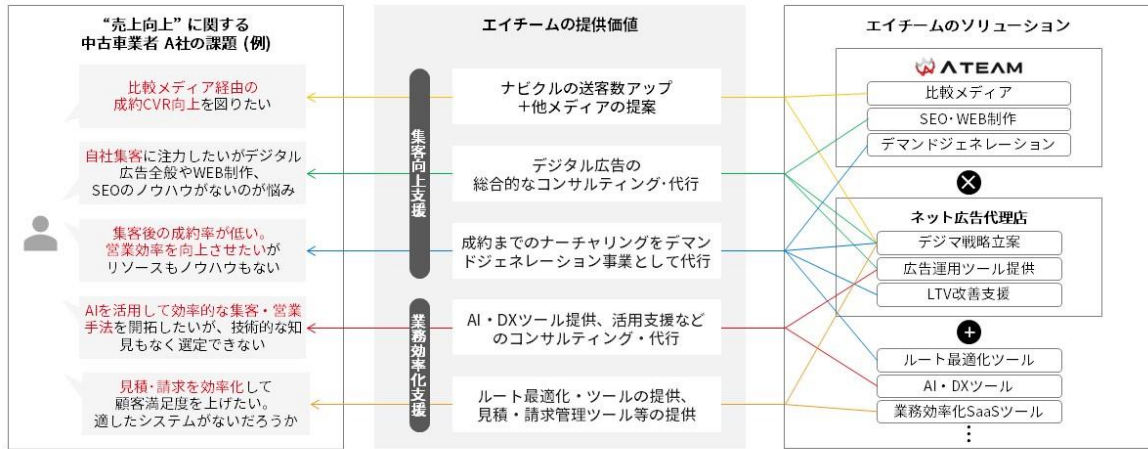 “売上向上” に関する
中古車業者 A社の課題 (例)
比較メディア経由の
成約CVR向上を図りたい
自社集客に注力したいがデジタル
広告全般やWEB制作、
SEOのノウハウがないのが悩み
集客後の成約率が低い。
営業効率を向上させたいが
リソースもノウハウもない
AIを活用して効率的な集客・営業
手法を開拓したいが、技術的な知
見もなく選定できない
見積・請求を効率化して
顧客満足度を上げたい。
適したシステムがないだろうか
エイチームの提供価値
集客向上支援
ナビクルの送客数アップ
＋他メディアの提案
デジタル広告の
総合的なコンサルティング・代行
成約までのナーチャリングをデマン
ドジェネレーション事業として代行
業務効率化支援
AI・DXツール提供、活用支援など
のコンサルティング・代行
ルート最適化・ツールの提供、
見積・請求管理ツール等の提供
エイチームのソリューション
ATEAM
比較メディア
SEO・WEB制作
デマンドジェネレーション
×
ネット広告代理店
デジマ戦略立案
広告運用ツール提供
LTV改善支援
+
ルート最適化ツール
AI・DXツール
業務効率化SaaSツール
⋮